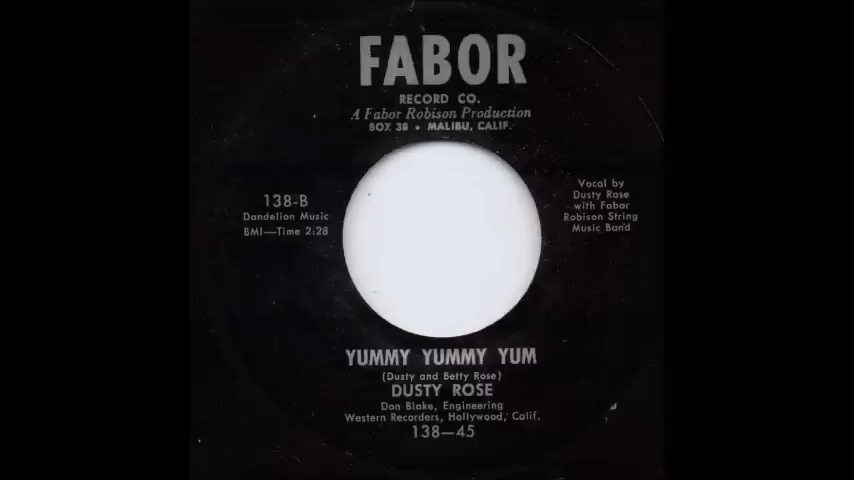 FABOR
RECORD CO.
A Fabor Robison Production
BOX 38 • MALIBU, CALIF.
138-B
Dandelion Music
BMI—Time 2:28
Vocal by
Dusty Rose
with Fabor
Robison String
Music Band
YUMMY YUMMY YUM
(Dusty and Betty Rose)
DUSTY ROSE
Don Blake, Engineering
Western Recorders, Hollywood, Calif.
138—45